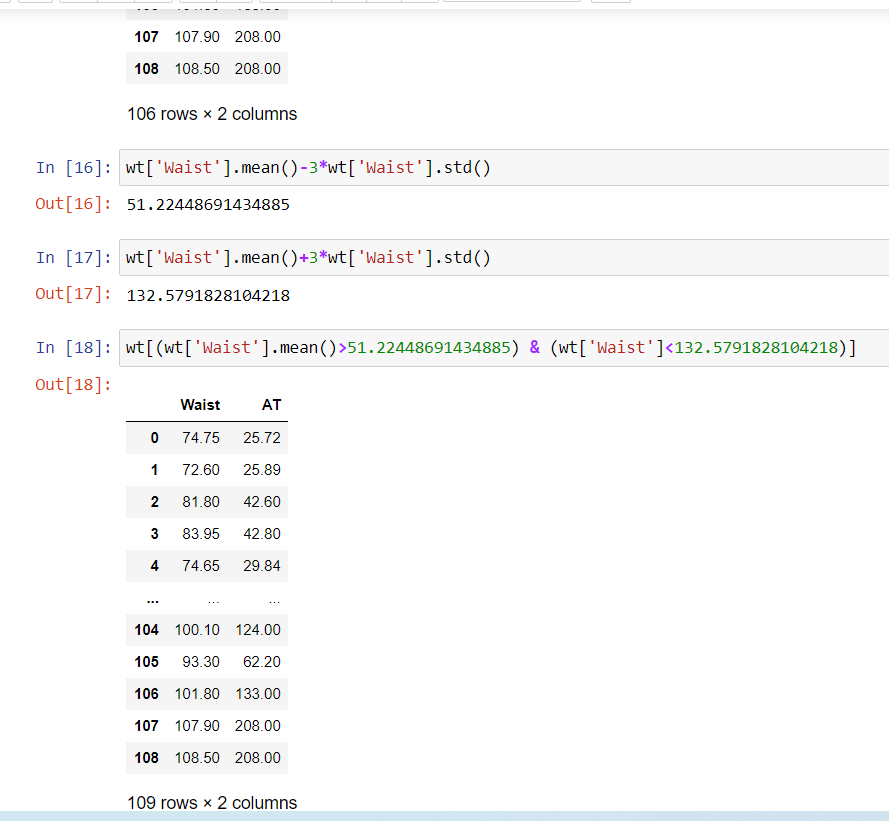 107 107.90 208.00
108 108.50 208.00
106 rows × 2 columns
In [16]: wt['Waist'].mean()-3*wt['Waist'].std()
Out[16]: 51.22448691434885
In [17]: wt['Waist'].mean()+3*wt['Waist'].std()
Out[17]: 132.5791828104218
In [18]: wt[(wt['Waist'].mean()>51.22448691434885) & (wt['Waist']<132.5791828104218)]
Out[18]:
Waist AT
0 74.75 25.72
1 72.60 25.89
2 81.80 42.60
3 83.95 42.80
4 74.65 29.84
... ... ...
104 100.10 124.00
105 93.30 62.20
106 101.80 133.00
107 107.90 208.00
108 108.50 208.00
109 rows × 2 columns